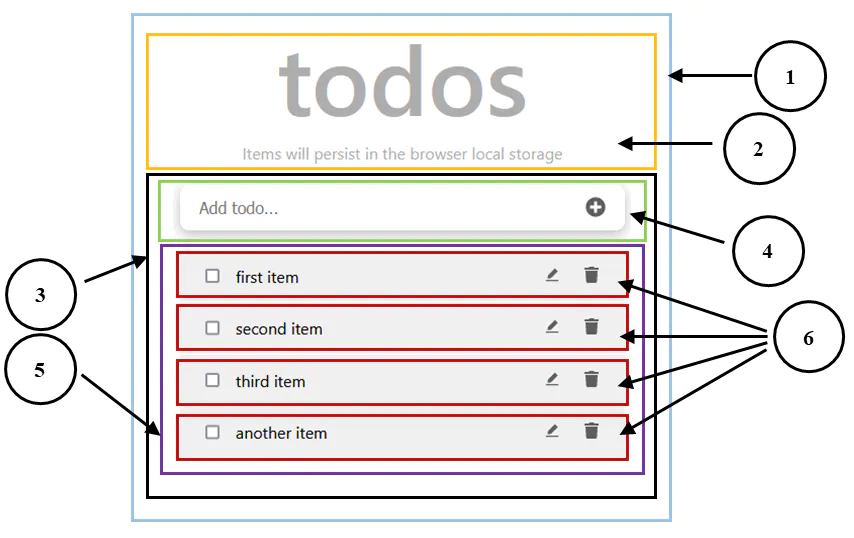 todos
1
Items will persist in the browser local storage
2
Add todo...
4
3
first item
second item
6
5
third item
another item